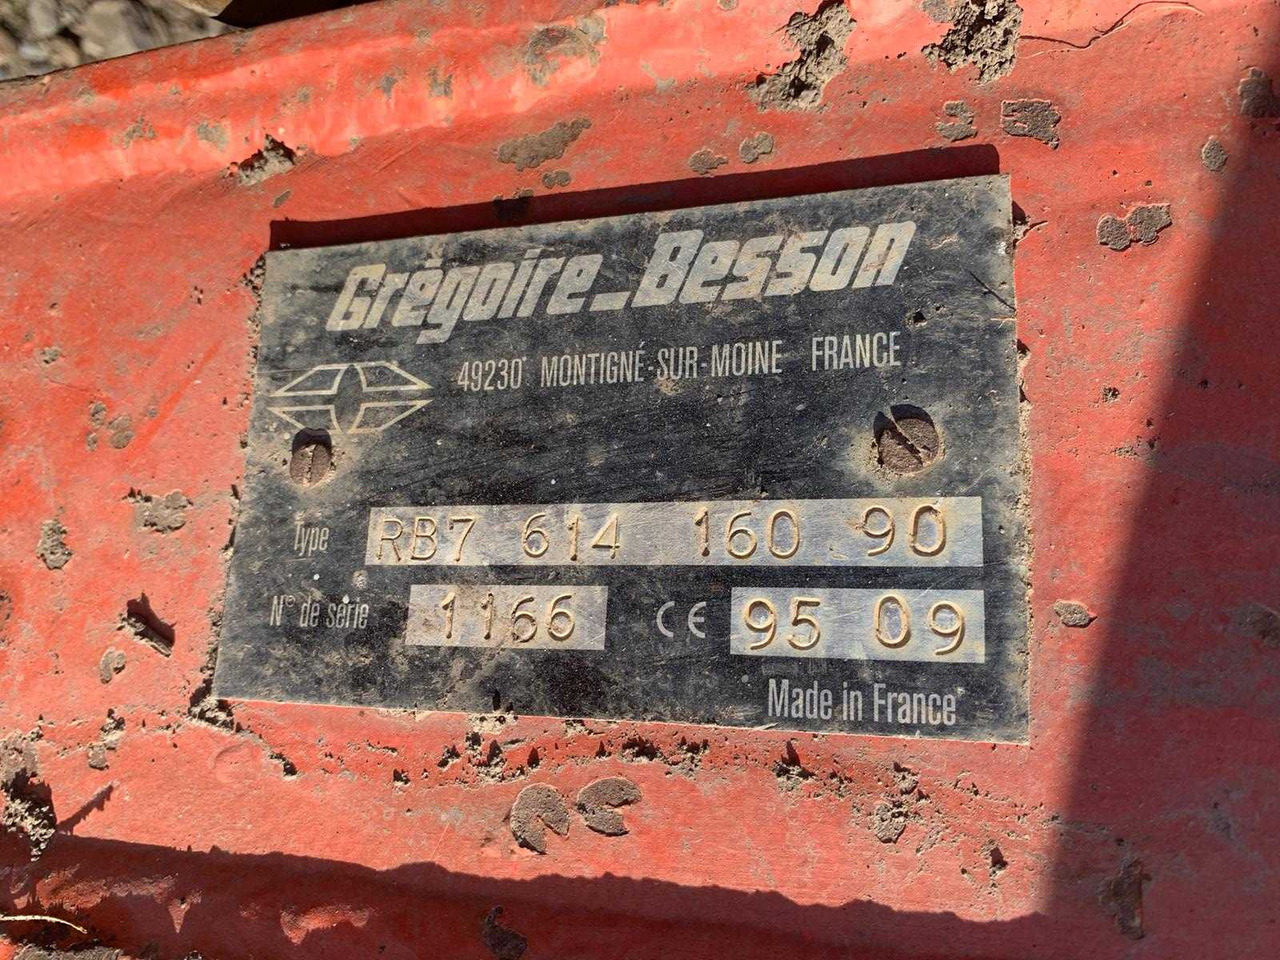 Grégoire_Besson
49230 MONTIGNÉ-SUR-MOINE FRANCE
Type RB7 614 160 90
N° de série 1166 CE 95 09
Made in France